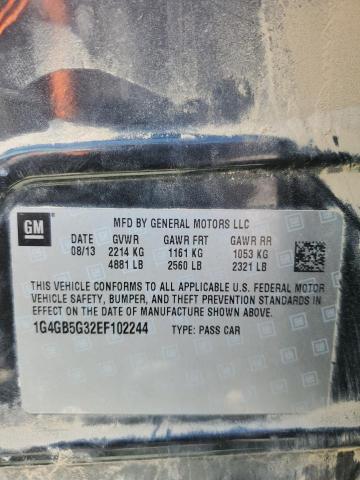 MFD BY GENERAL MOTORS LLC
GM
DATE GVWR GAWR FRT GAWR RR
08/13 2214 KG 1161 KG 1053 KG
4881 LB 2560 LB 2321 LB
THIS VEHICLE CONFORMS TO ALL APPLICABLE U.S. FEDERAL MOTOR
VEHICLE SAFETY, BUMPER, AND THEFT PREVENTION STANDARDS IN
EFFECT ON THE DATE OF MANUFACTURE SHOWN ABOVE.
1G4GB5G32EF102244 TYPE: PASS CAR